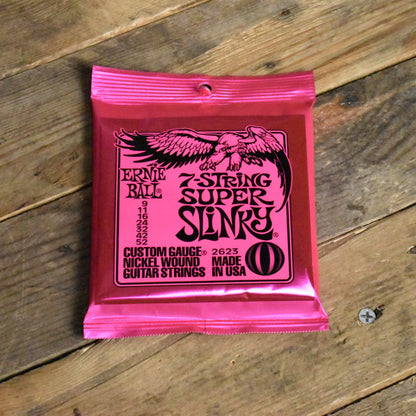 ERNIE
BALL®
7-STRING
SUPER
SLINKY®
9
11
16
24
32
42
52
CUSTOM GAUGE® 2623
NICKEL WOUND MADE
GUITAR STRINGS IN USA